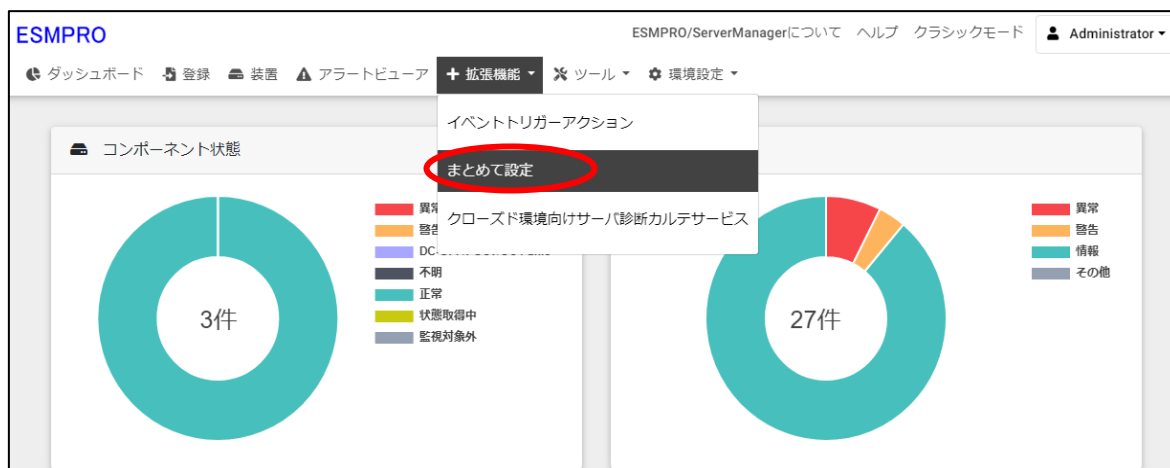 ESMPRO
ESMPRO/ServerManagerについて ヘルプ クラシックモード Administrator
ダッシュボード 登録 装置 アラートビューア 拡張機能 ツール 環境設定
イベントトリガーアクション
コンポーネント状態
まとめて設定
クローズド環境向けサーバ診断カルテサービス
異常
DC-
不明
正常
状態取得中
監視対象外
3件
異常
警告
情報
その他
27件